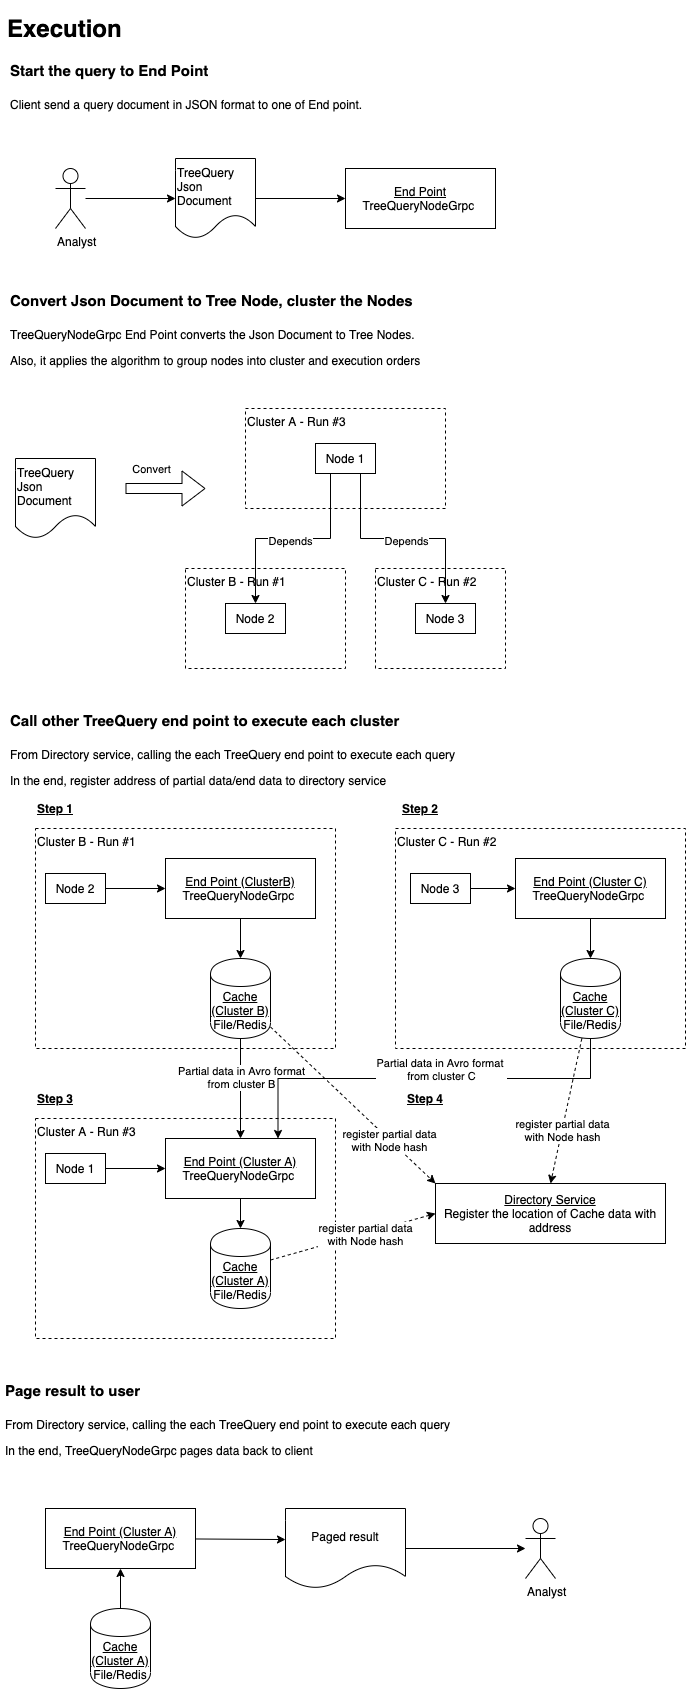 Execution
Start the query to End Point
Client send a query document in JSON format to one of End point.
TreeQuery
Json
Document
End Point
TreeQueryNodeGrpc
Analyst
Convert Json Document to Tree Node, cluster the Nodes
TreeQueryNodeGrpc End Point converts the Json Document to Tree Nodes.
Also, it applies the algorithm to group nodes into cluster and execution orders
Cluster A - Run #3
Node 1
TreeQuery
Json
Document
Convert
Depends
Depends
Cluster B - Run #1
Node 2
Cluster C - Run #2
Node 3
Call other TreeQuery end point to execute each cluster
From Directory service, calling the each TreeQuery end point to execute each query
In the end, register address of partial data/end data to directory service
Step 1
Cluster B - Run #1
Node 2
End Point (ClusterB)
TreeQueryNodeGrpc
Cache
(Cluster B)
File/Redis
Step 2
Cluster C - Run #2
Node 3
End Point (Cluster C)
TreeQueryNodeGrpc
Cache
(Cluster C)
File/Redis
Partial data in Avro format
from cluster B
Partial data in Avro format
from cluster C
Step 3
Cluster A - Run #3
Node 1
End Point (Cluster A)
TreeQueryNodeGrpc
Cache
(Cluster A)
File/Redis
Step 4
register partial data
with Node hash
register partial data
with Node hash
register partial data
with Node hash
Directory Service
Register the location of Cache data with
address
Page result to user
From Directory service, calling the each TreeQuery end point to execute each query
In the end, TreeQueryNodeGrpc pages data back to client
End Point (Cluster A)
TreeQueryNodeGrpc
Paged result
Analyst
Cache
(Cluster A)
File/Redis